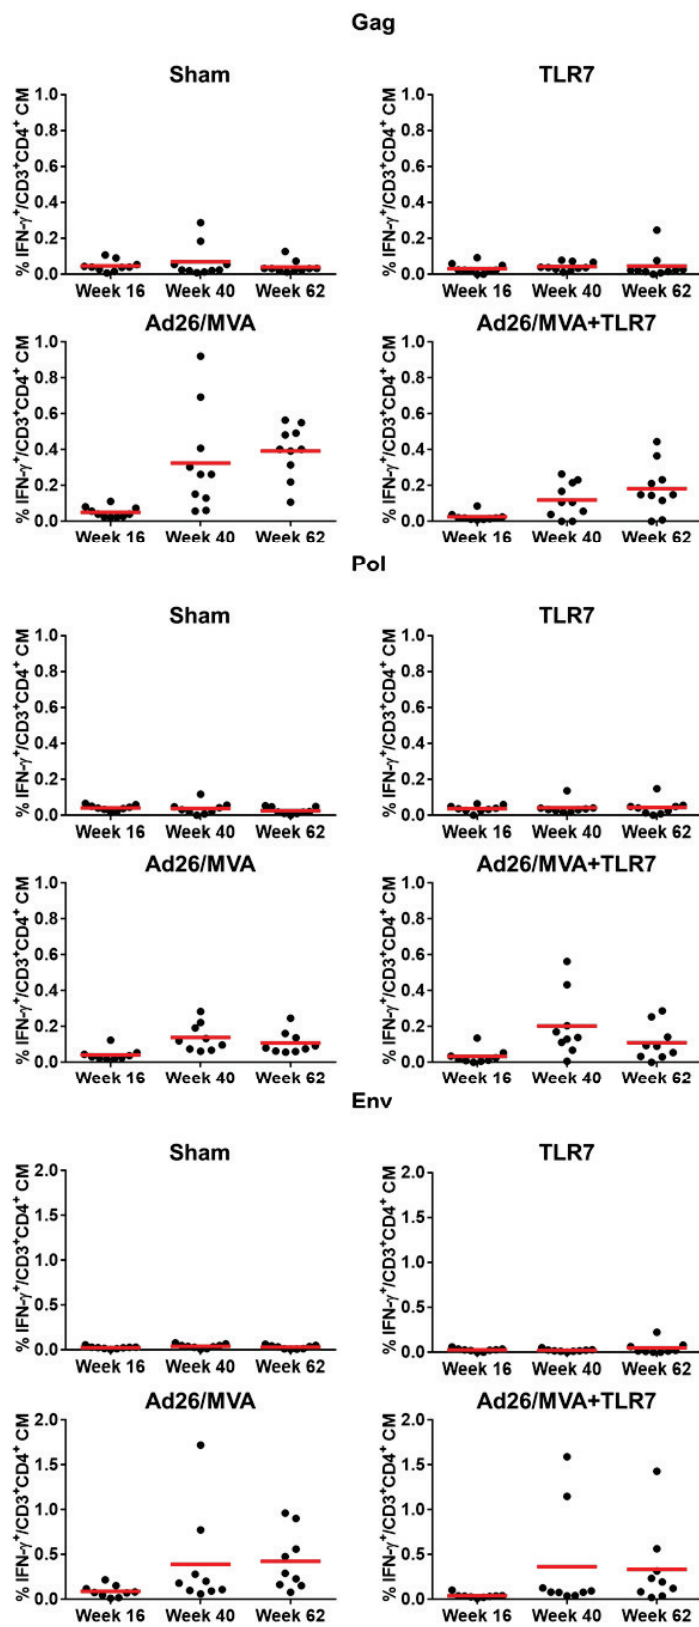 Gag
Sham TLR7
% IFN-γ⁺/CD3⁺CD4⁺ CM % IFN-γ⁺/CD3⁺CD4⁺ CM
1.0 1.0
0.8 0.8
0.6 0.6
0.4 0.4
0.2 0.2
0.0 0.0
Week 16 Week 40 Week 62 Week 16 Week 40 Week 62
Ad26/MVA Ad26/MVA+TLR7
% IFN-γ⁺/CD3⁺CD4⁺ CM % IFN-γ⁺/CD3⁺CD4⁺ CM
1.0 1.0
0.8 0.8
0.6 0.6
0.4 0.4
0.2 0.2
0.0 0.0
Week 16 Week 40 Week 62 Week 16 Week 40 Week 62
Pol
Sham TLR7
% IFN-γ⁺/CD3⁺CD4⁺ CM % IFN-γ⁺/CD3⁺CD4⁺ CM
1.0 1.0
0.8 0.8
0.6 0.6
0.4 0.4
0.2 0.2
0.0 0.0
Week 16 Week 40 Week 62 Week 16 Week 40 Week 62
Ad26/MVA Ad26/MVA+TLR7
% IFN-γ⁺/CD3⁺CD4⁺ CM % IFN-γ⁺/CD3⁺CD4⁺ CM
1.0 1.0
0.8 0.8
0.6 0.6
0.4 0.4
0.2 0.2
0.0 0.0
Week 16 Week 40 Week 62 Week 16 Week 40 Week 62
Env
Sham TLR7
% IFN-γ⁺/CD3⁺CD4⁺ CM % IFN-γ⁺/CD3⁺CD4⁺ CM
2.0 2.0
1.5 1.5
1.0 1.0
0.5 0.5
0.0 0.0
Week 16 Week 40 Week 62 Week 16 Week 40 Week 62
Ad26/MVA Ad26/MVA+TLR7
% IFN-γ⁺/CD3⁺CD4⁺ CM % IFN-γ⁺/CD3⁺CD4⁺ CM
2.0 2.0
1.5 1.5
1.0 1.0
0.5 0.5
0.0 0.0
Week 16 Week 40 Week 62 Week 16 Week 40 Week 62